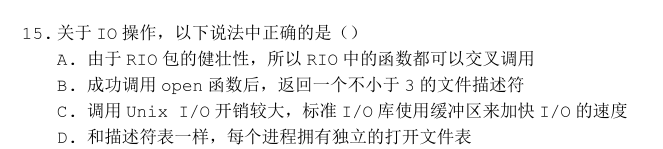 15.关于 IO 操作，以下说法中正确的是（）
A. 由于 RIO 包的健壮性，所以 RIO 中的函数都可以交叉调用
B. 成功调用 open 函数后，返回一个不小于 3 的文件描述符
C. 调用 Unix I/O 开销较大，标准 I/O 库使用缓冲区来加快 I/O 的速度
D. 和描述符表一样，每个进程拥有独立的打开文件表